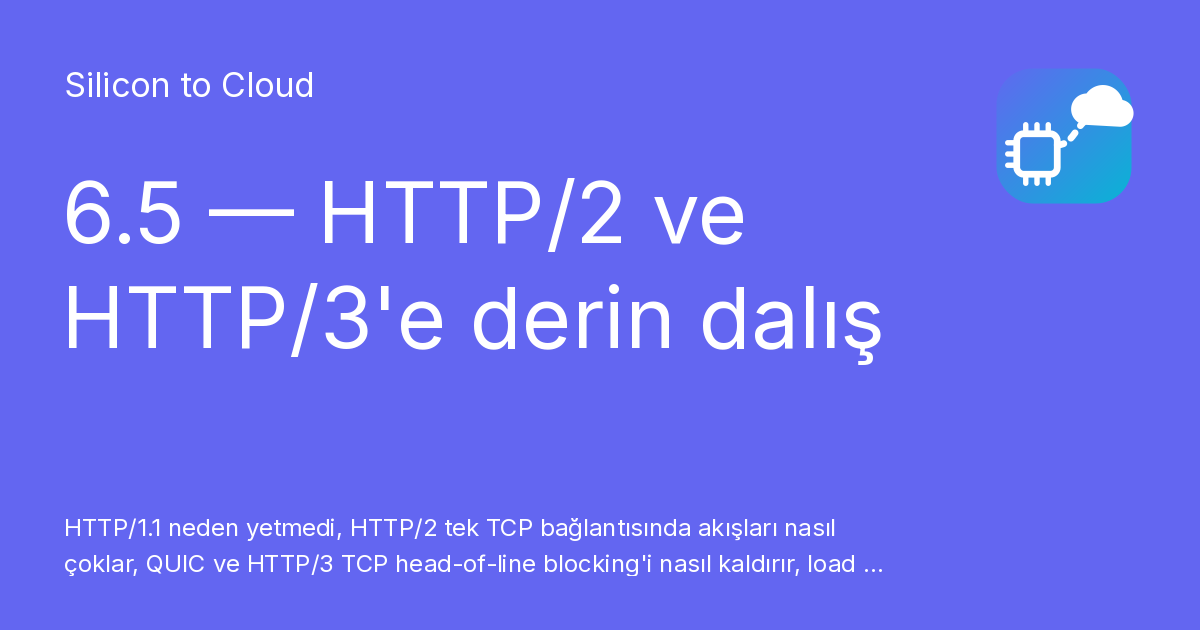 Silicon to Cloud
6.5 — HTTP/2 ve
HTTP/3'e derin dalış
HTTP/1.1 neden yetmedi, HTTP/2 tek TCP bağlantısında akışları nasıl
çoklar, QUIC ve HTTP/3 TCP head-of-line blocking'i nasıl kaldırır, load ...